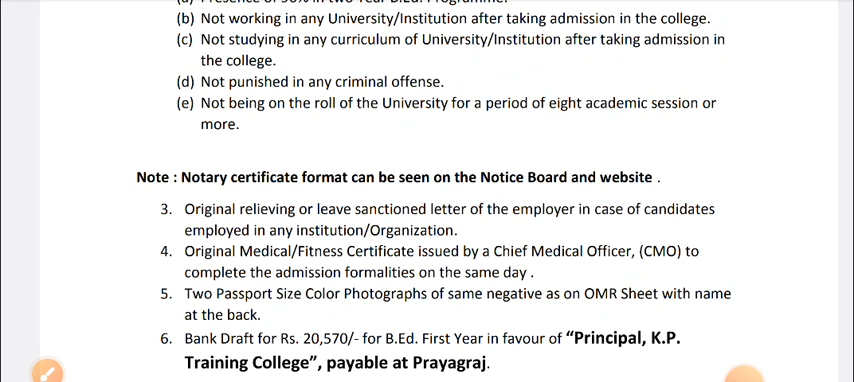 (b) Not working in any University/Institution after taking admission in the college.
(c) Not studying in any curriculum of University/Institution after taking admission in
the college.
(d) Not punished in any criminal offense.
(e) Not being on the roll of the University for a period of eight academic session or
more.
Note : Notary certificate format can be seen on the Notice Board and website .
3. Original relieving or leave sanctioned letter of the employer in case of candidates
employed in any institution/Organization.
4. Original Medical/Fitness Certificate issued by a Chief Medical Officer, (CMO) to
complete the admission formalities on the same day .
5. Two Passport Size Color Photographs of same negative as on OMR Sheet with name
at the back.
6. Bank Draft for Rs. 20,570/- for B.Ed. First Year in favour of “Principal, K.P.
Training College”, payable at Prayagraj.